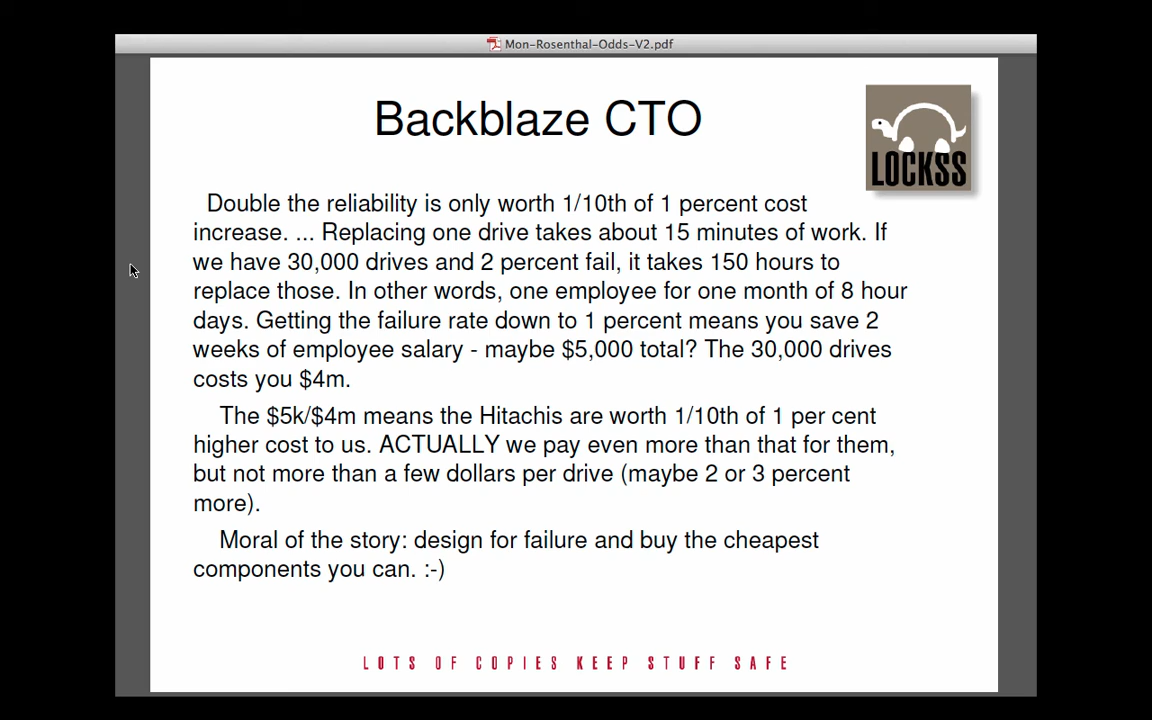 Mon-Rosenthal-Odds-V2.pdf
Backblaze CTO
LOCKSS
Double the reliability is only worth 1/10th of 1 percent cost
increase. ... Replacing one drive takes about 15 minutes of work. If
we have 30,000 drives and 2 percent fail, it takes 150 hours to
replace those. In other words, one employee for one month of 8 hour
days. Getting the failure rate down to 1 percent means you save 2
weeks of employee salary - maybe $5,000 total? The 30,000 drives
costs you $4m.
The $5k/$4m means the Hitachis are worth 1/10th of 1 per cent
higher cost to us. ACTUALLY we pay even more than that for them,
but not more than a few dollars per drive (maybe 2 or 3 percent
more).
Moral of the story: design for failure and buy the cheapest
components you can. :-)
LOTS OF COPIES KEEP STUFF SAFE